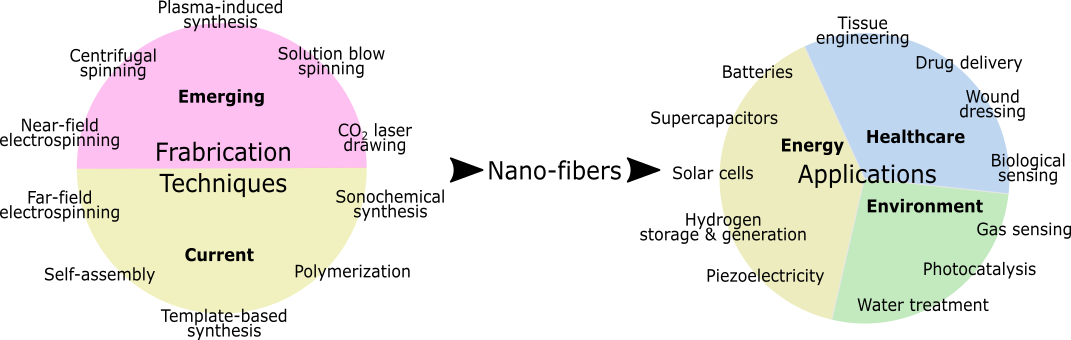 Plasma-induced
synthesis
Centrifugal
spinning
Solution blow
spinning
Emerging
Near-field
electrospinning
CO₂ laser
drawing
Frabrication
Techniques
Far-field
electrospinning
Sonochemical
synthesis
Current
Self-assembly
Polymerization
Template-based
synthesis
Nano-fibers
Tissue
engineering
Batteries
Drug delivery
Supercapacitors
Wound
dressing
Energy
Healthcare
Solar cells
Applications
Biological
sensing
Environment
Hydrogen
storage & generation
Gas sensing
Piezoelectricity
Photocatalysis
Water treatment